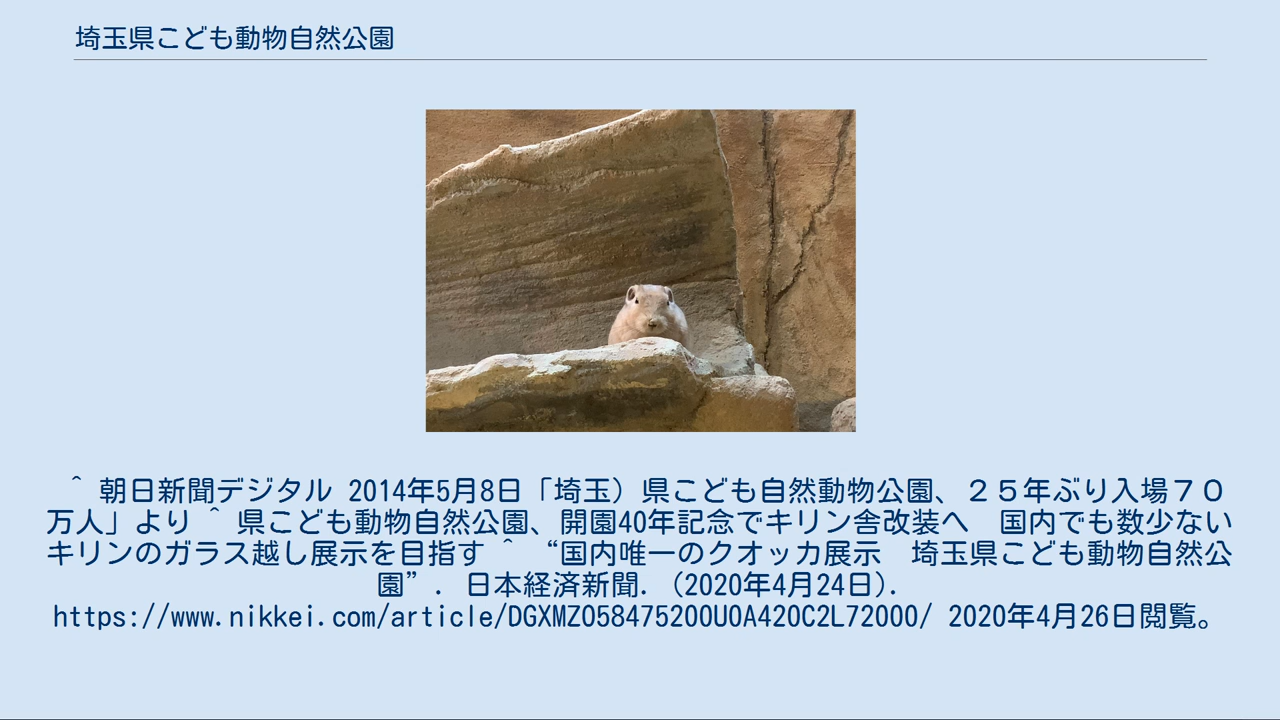 埼玉県こども動物自然公園
＾ 朝日新聞デジタル 2014年5月8日「埼玉）県こども自然動物公園、２５年ぶり入場７０
万人」より ＾ 県こども動物自然公園、開園40年記念でキリン舎改装へ　国内でも数少ない
キリンのガラス越し展示を目指す ＾ “国内唯一のクオッカ展示　埼玉県こども動物自然公
園”. 日本経済新聞. (2020年4月24日).
https://www.nikkei.com/article/DGXMZO58475200U0A420C2L72000/ 2020年4月26日閲覧。